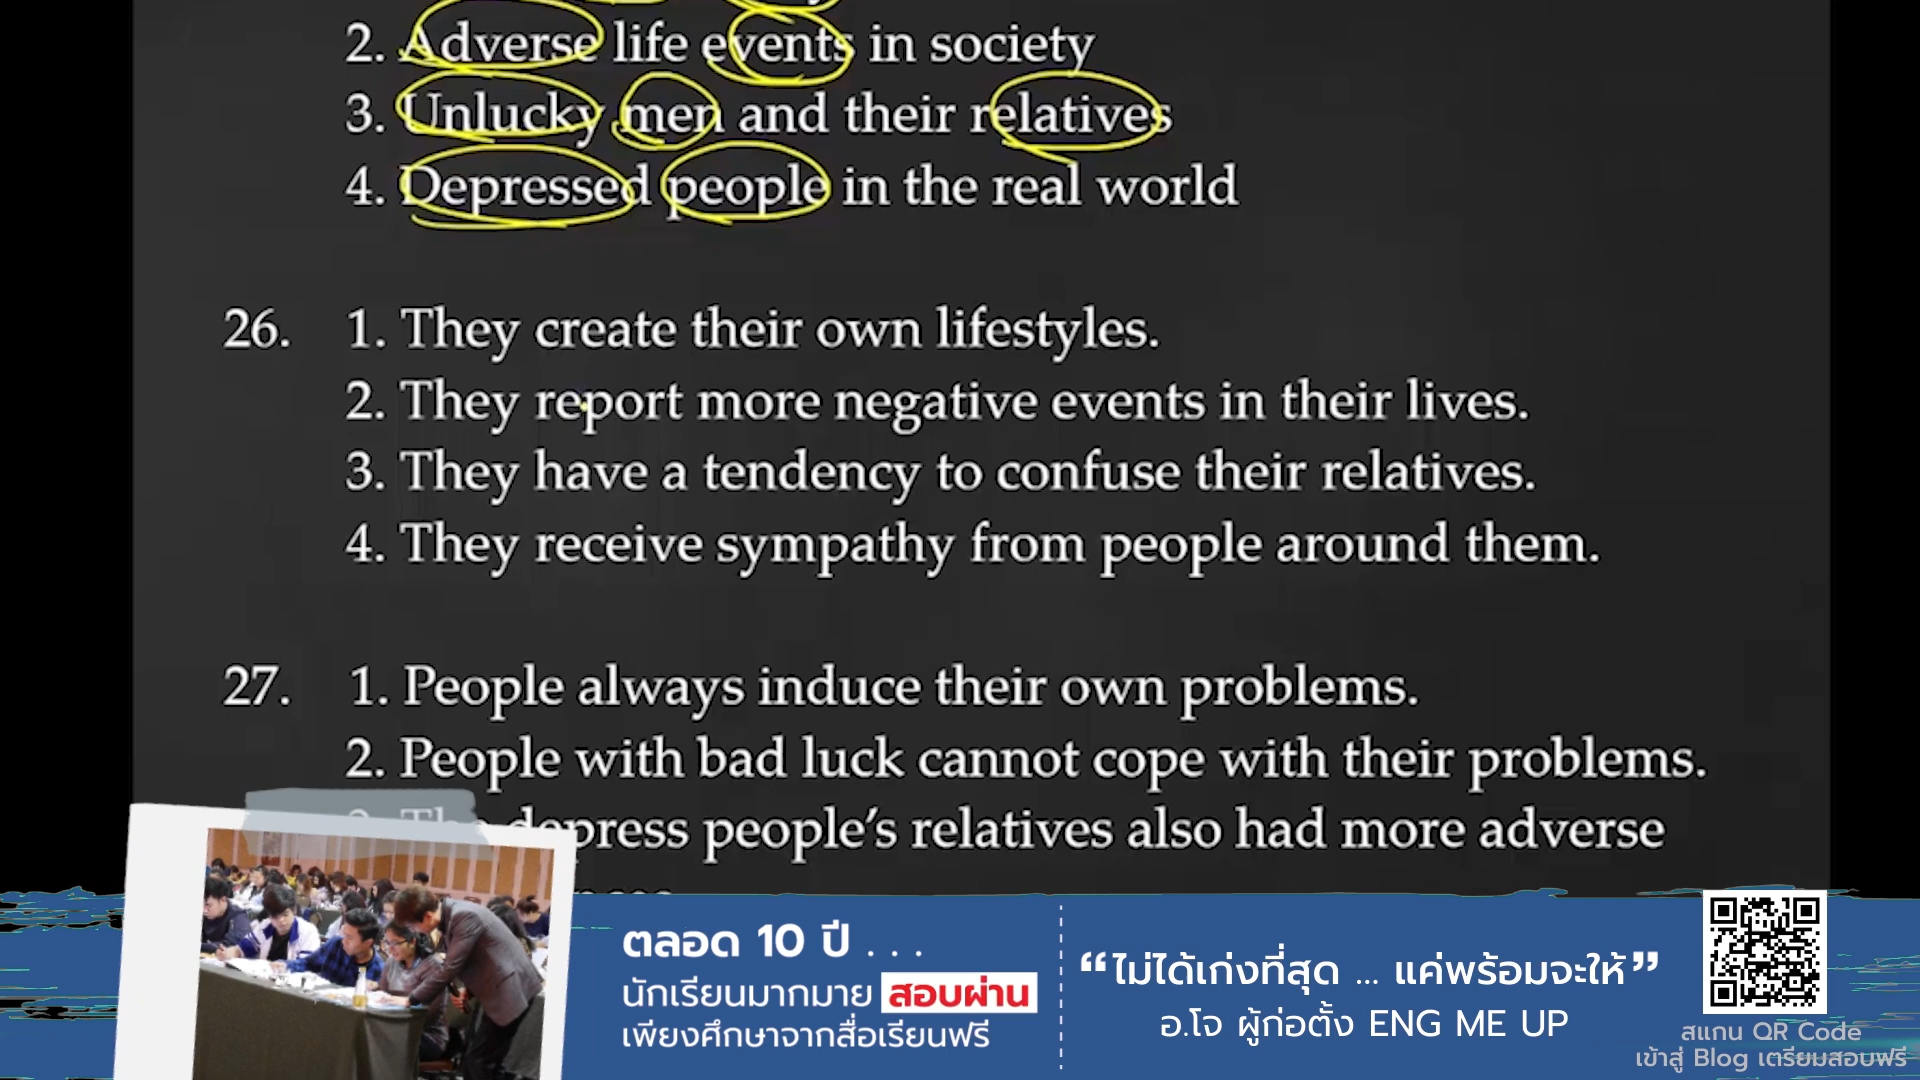 2. Adverse life events in society
3. Unlucky men and their relatives
4. Depressed people in the real world
26. 1. They create their own lifestyles.
2. They report more negative events in their lives.
3. They have a tendency to confuse their relatives.
4. They receive sympathy from people around them.
27. 1. People always induce their own problems.
2. People with bad luck cannot cope with their problems.
depress people's relatives also had more adverse
ตลอด 10 ปี . . .
นักเรียนมากมาย สอบผ่าน
เพียงศึกษาจากสื่อเรียนฟรี
“ไม่ได้เก่งที่สุด ... แค่พร้อมจะให้”
อ.โจ ผู้ก่อตั้ง ENG ME UP
สแกน QR Code
เข้าสู่ Blog เตรียมสอบฟรี